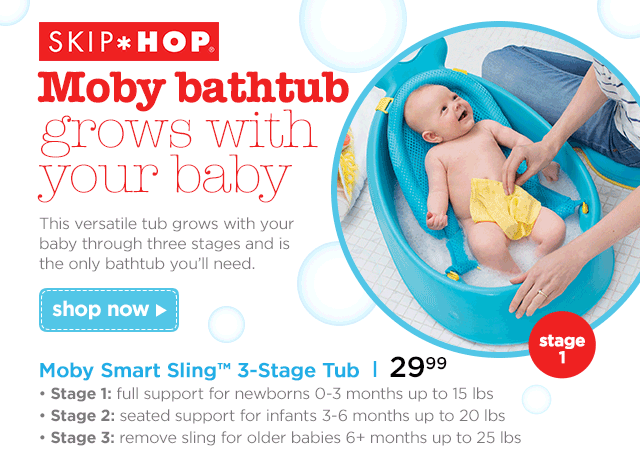 SKIP*HOP®
Moby bathtub
grows with
your baby
This versatile tub grows with your
baby through three stages and is
the only bathtub you'll need.
shop now ▶
stage
1
Moby Smart Sling™ 3-Stage Tub | 29⁹⁹
• Stage 1: full support for newborns 0-3 months up to 15 lbs
• Stage 2: seated support for infants 3-6 months up to 20 lbs
• Stage 3: remove sling for older babies 6+ months up to 25 lbs